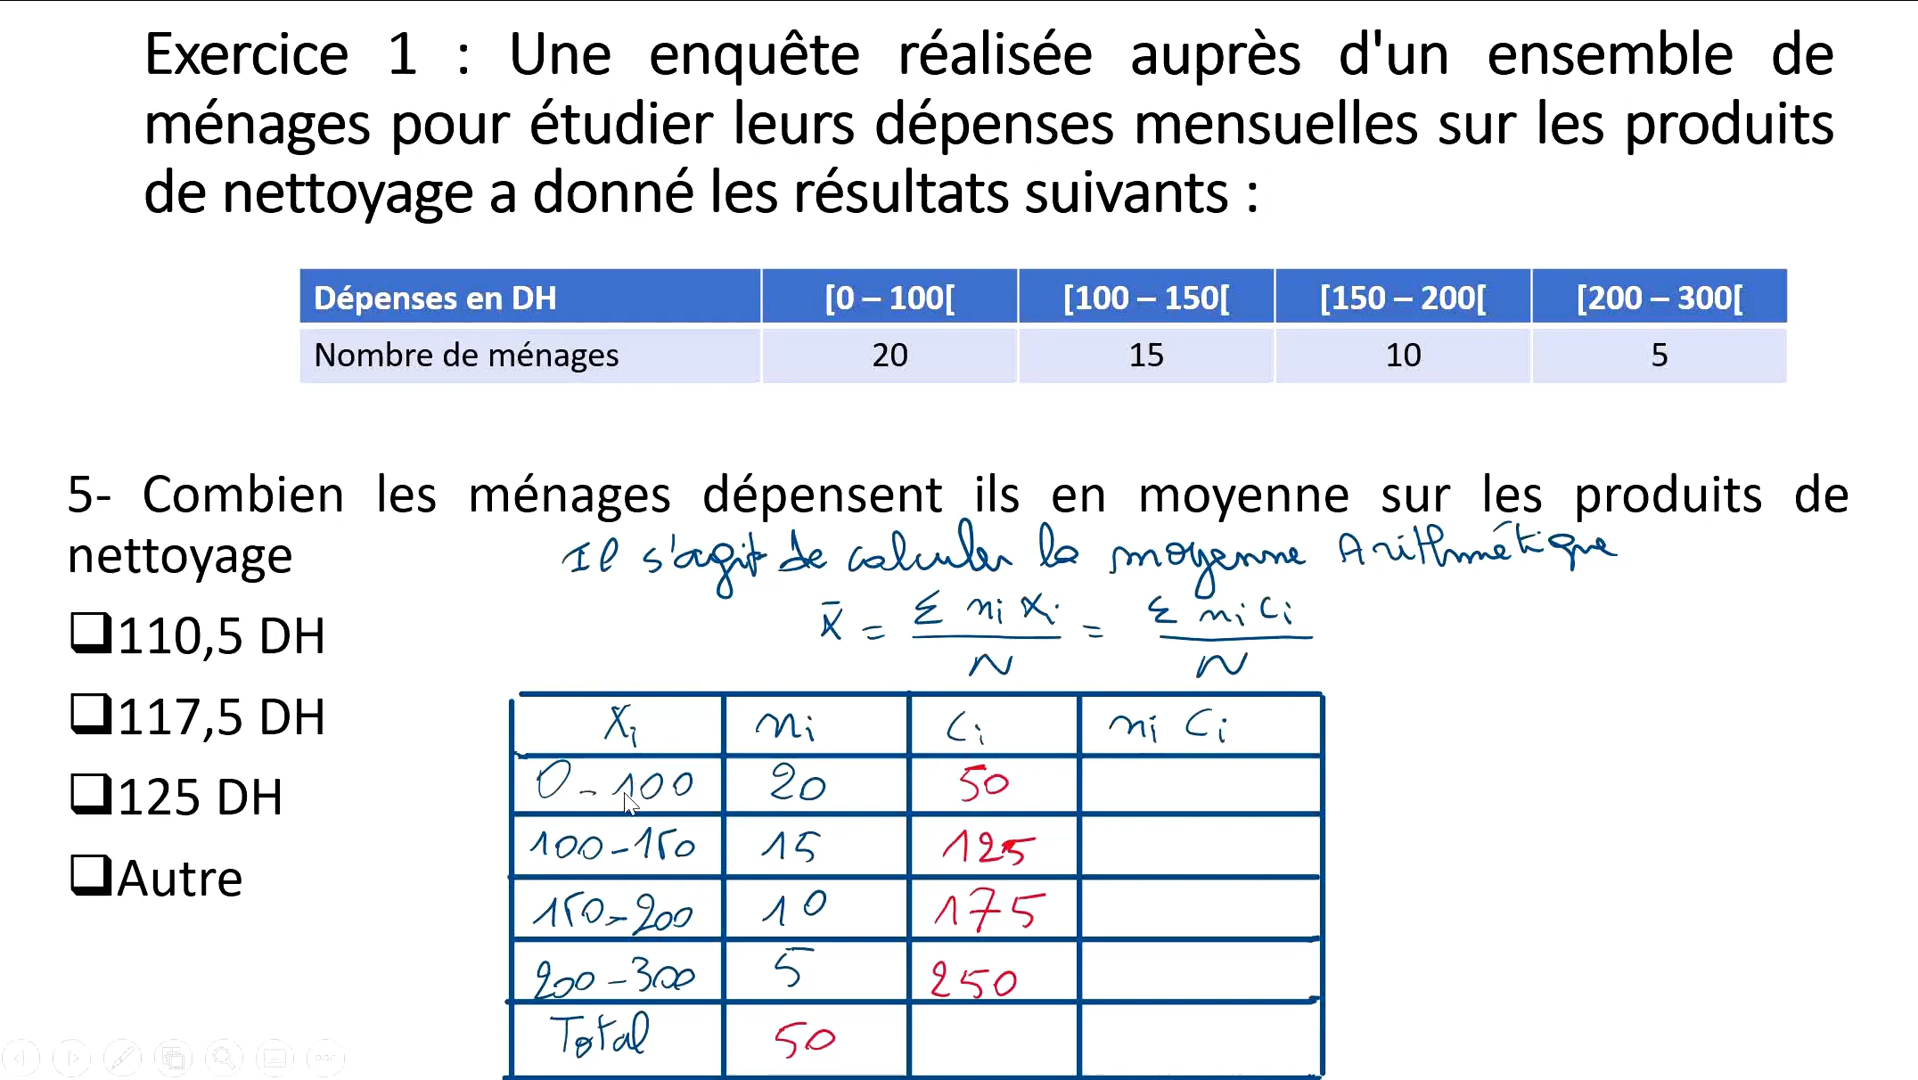 Exercice 1 : Une enquête réalisée auprès d'un ensemble de
ménages pour étudier leurs dépenses mensuelles sur les produits
de nettoyage a donné les résultats suivants :
Dépenses en DH [0 – 100[ [100 – 150[ [150 – 200[ [200 – 300[
Nombre de ménages 20 15 10 5
5- Combien les ménages dépensent ils en moyenne sur les produits de
nettoyage
Il s'agit de calculer la moyenne Arithmétique
X̄ = Σ ni xi / N = Σ ni ci / N
❑110,5 DH
❑117,5 DH
❑125 DH
❑Autre
Xi ni Ci ni Ci
0 - 100 20 50
100 - 150 15 125
150 - 200 10 175
200 - 300 5 250
Total 50